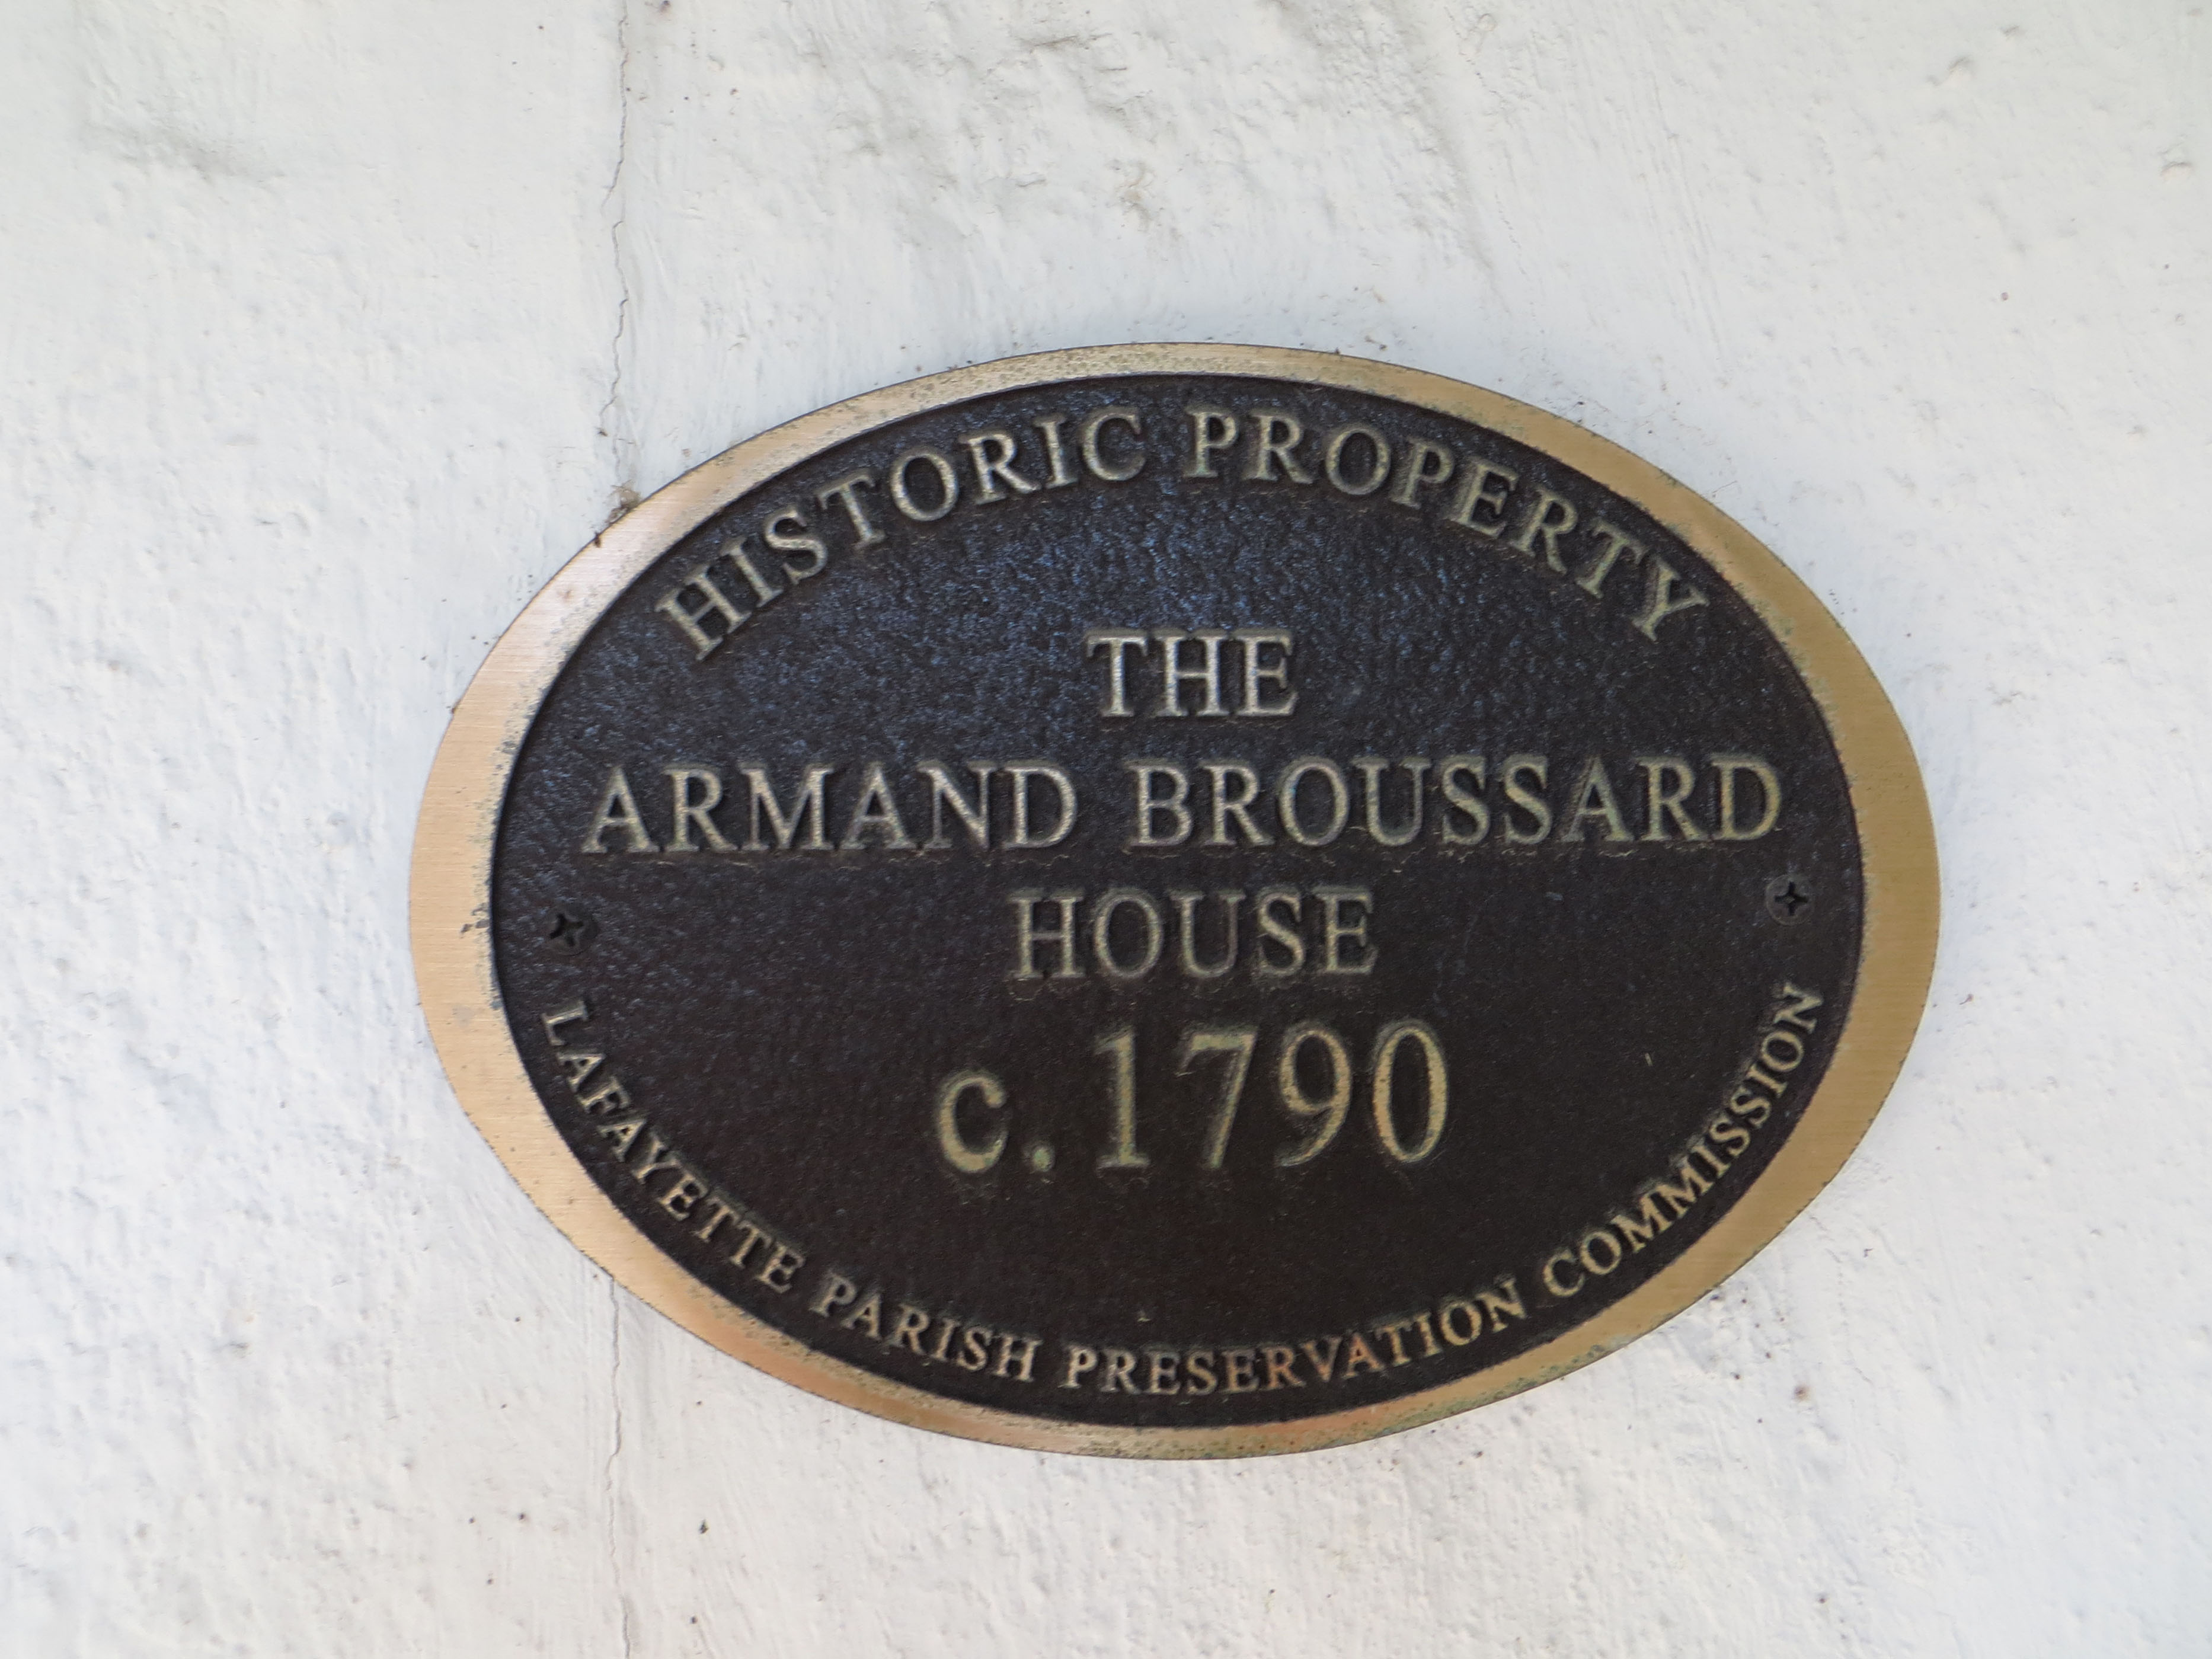 HISTORIC PROPERTY
THE
ARMAND BROUSSARD
HOUSE
c.1790
LAFAYETTE PARISH PRESERVATION COMMISSION